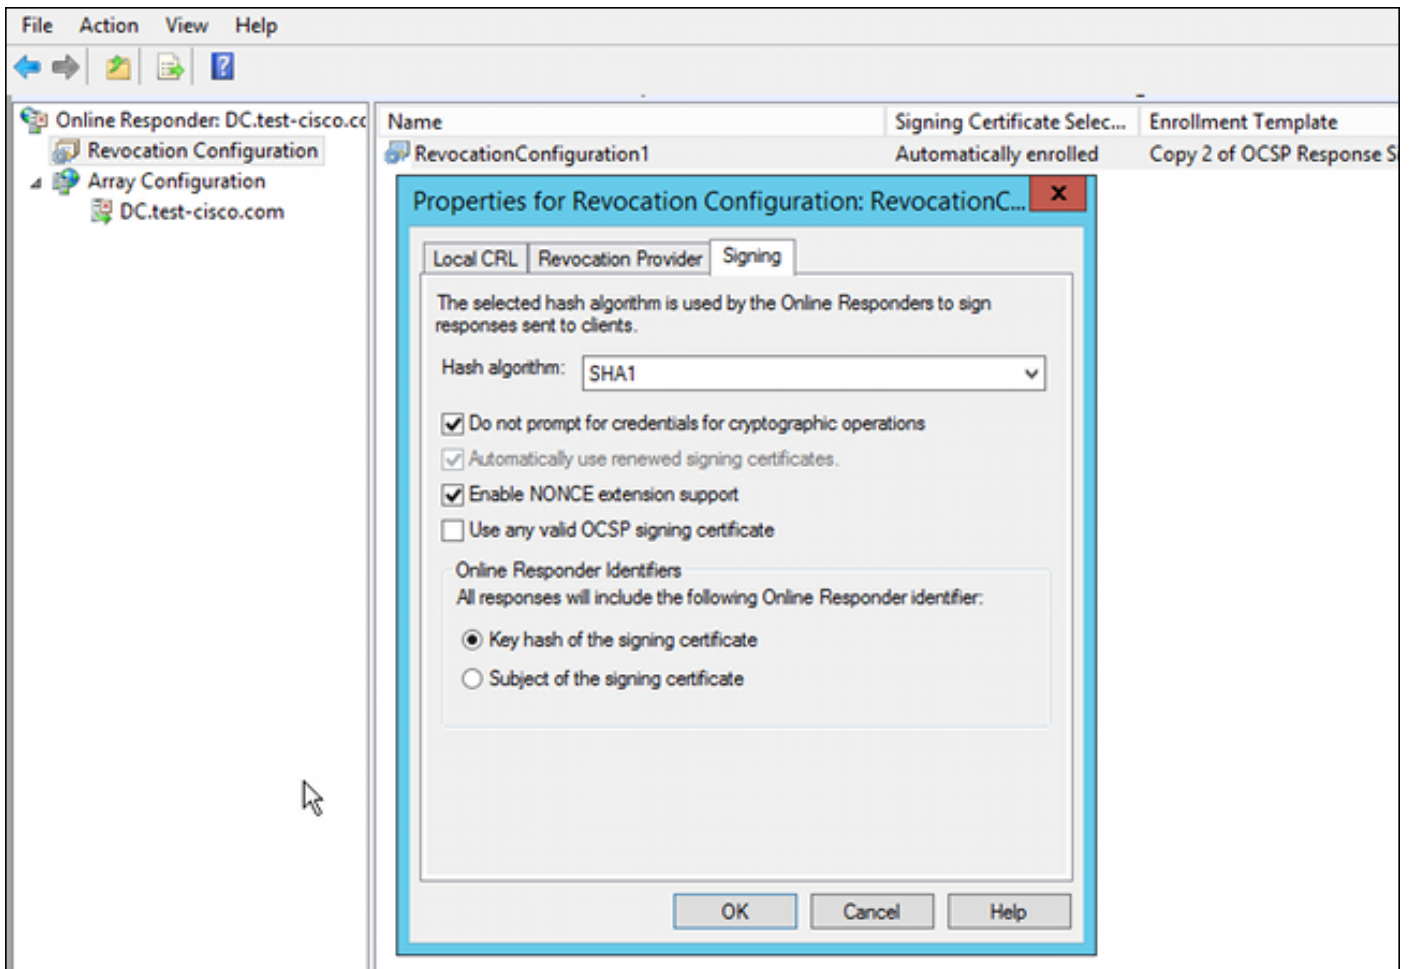 File Action View Help
Online Responder: DC.test-cisco.cc
Revocation Configuration
Array Configuration
DC.test-cisco.com
Name Signing Certificate Selec... Enrollment Template
RevocationConfiguration1 Automatically enrolled Copy 2 of OCSP Response S
Properties for Revocation Configuration: RevocationC... x
Local CRL Revocation Provider Signing
The selected hash algorithm is used by the Online Responders to sign
responses sent to clients.
Hash algorithm: SHA1
Do not prompt for credentials for cryptographic operations
Automatically use renewed signing certificates.
Enable NONCE extension support
Use any valid OCSP signing certificate
Online Responder Identifiers
All responses will include the following Online Responder identifier:
Key hash of the signing certificate
Subject of the signing certificate
OK Cancel Help